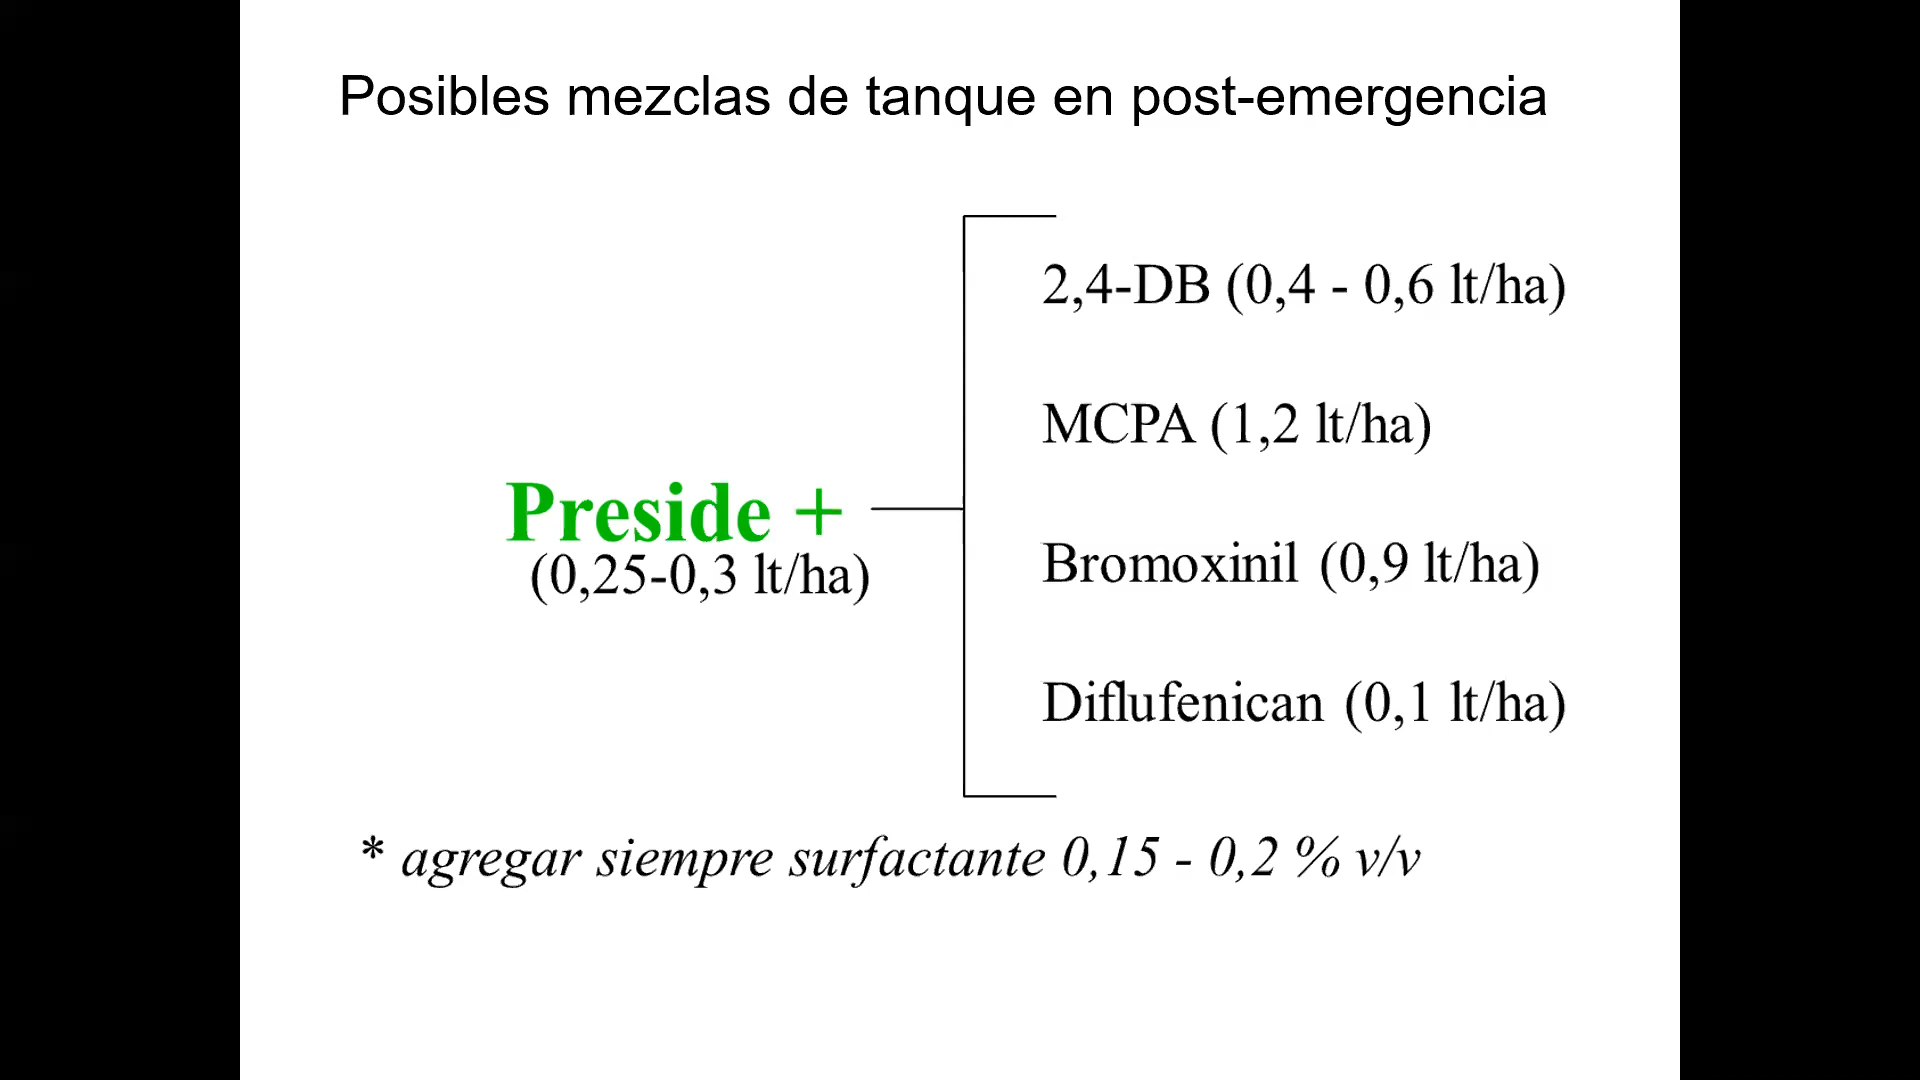 Posibles mezclas de tanque en post-emergencia
2,4-DB (0,4 - 0,6 lt/ha)
MCPA (1,2 lt/ha)
Preside +
(0,25-0,3 lt/ha)
Bromoxinil (0,9 lt/ha)
Diflufenican (0,1 lt/ha)
* agregar siempre surfactante 0,15 - 0,2 % v/v